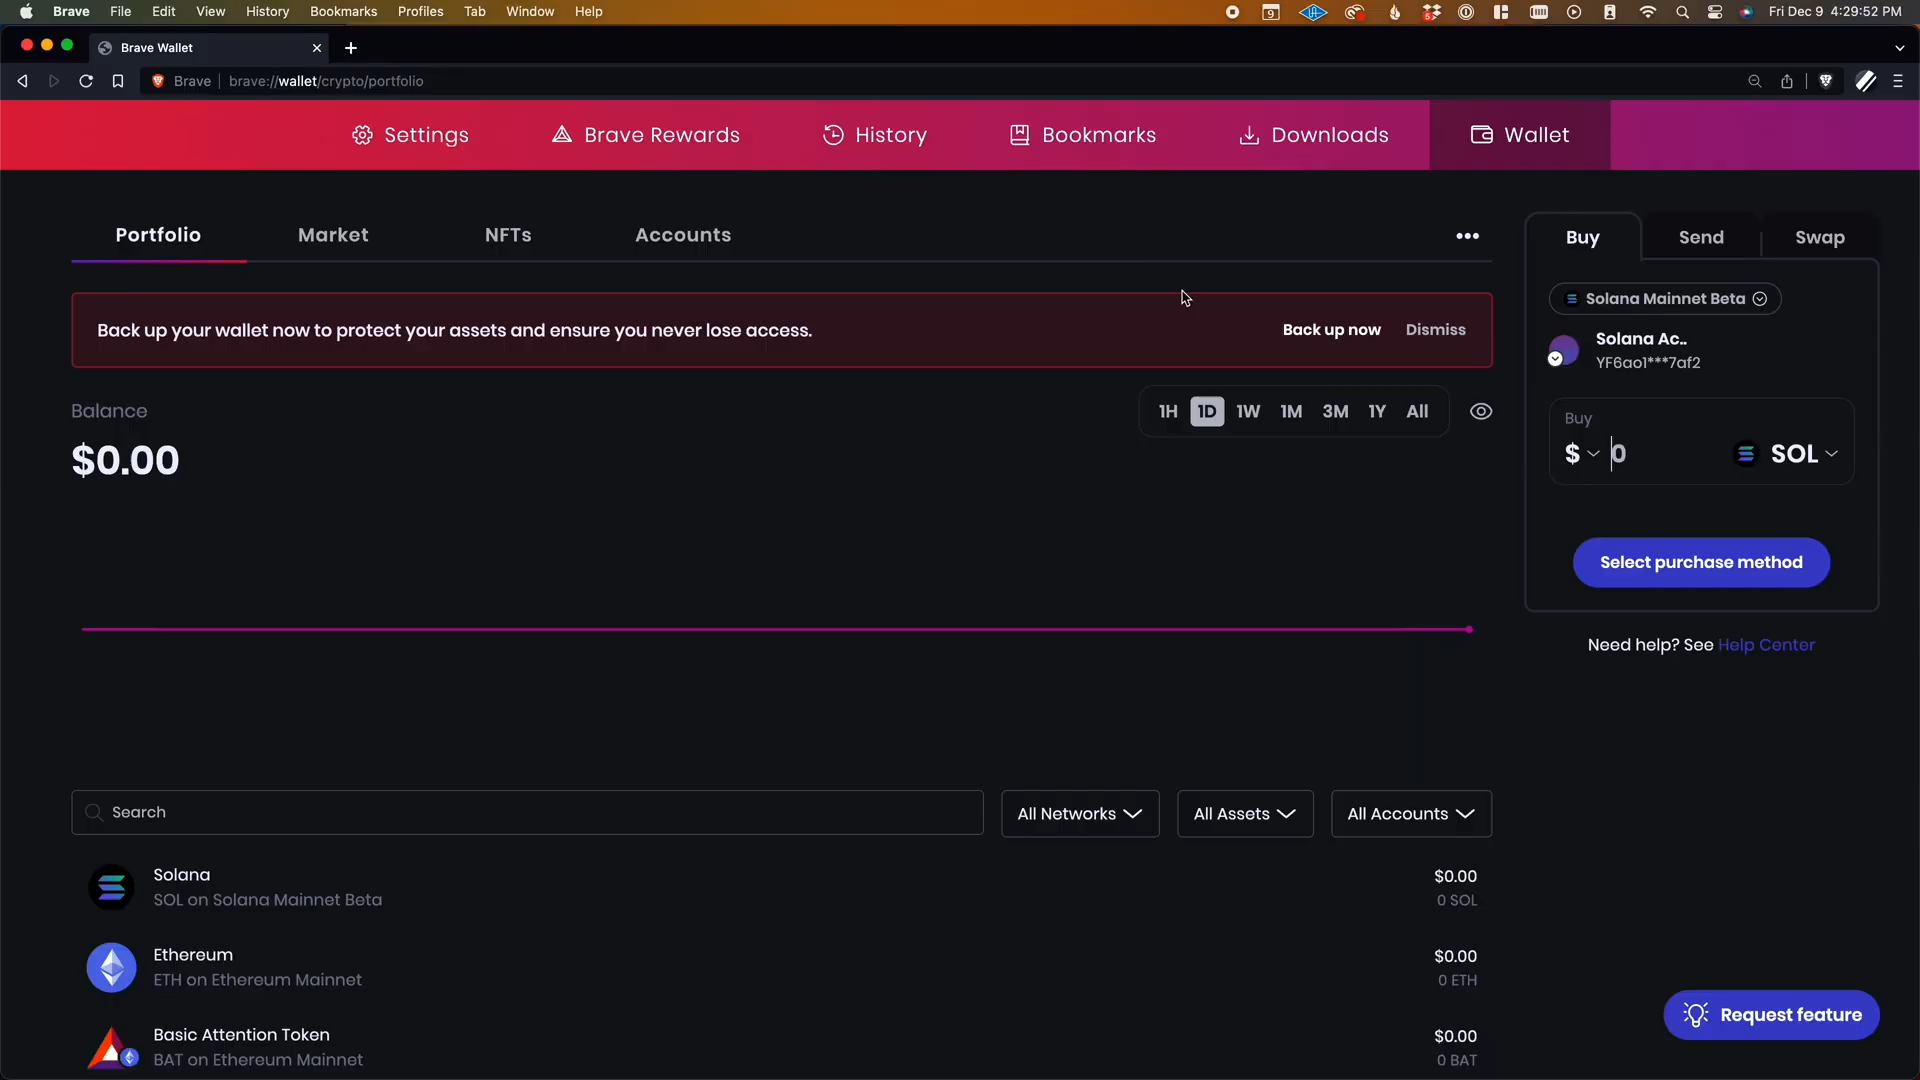 Brave File Edit View History Bookmarks Profiles Tab Window Help
9
5
Fri Dec 9 4:29:52 PM
Brave Wallet
Brave | brave://wallet/crypto/portfolio
Settings
Brave Rewards
History
Bookmarks
Downloads
Wallet
Portfolio
Market
NFTs
Accounts
Buy
Send
Swap
Back up your wallet now to protect your assets and ensure you never lose access.
Back up now
Dismiss
Solana Mainnet Beta
Solana Ac..
YF6ao1***7af2
Balance
$0.00
1H 1D 1W 1M 3M 1Y All
Buy
$ 0 SOL
Select purchase method
Need help? See Help Center
Search
All Networks
All Assets
All Accounts
Solana
SOL on Solana Mainnet Beta
$0.00
0 SOL
Ethereum
ETH on Ethereum Mainnet
$0.00
0 ETH
Basic Attention Token
BAT on Ethereum Mainnet
$0.00
0 BAT
Request feature